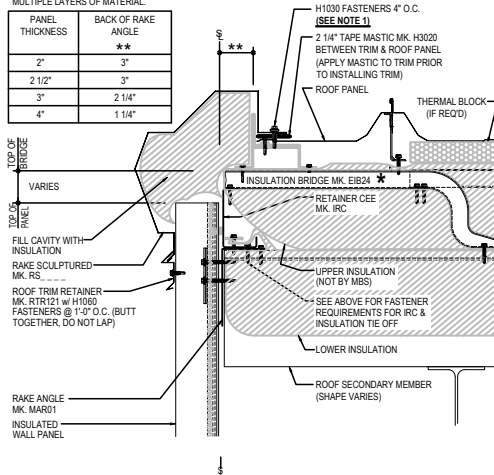 MULTIPLE LAYERS OF MATERIAL.
PANEL THICKNESS
BACK OF RAKE ANGLE
**
2" 3"
2 1/2" 3"
3" 2 1/4"
4" 1 1/4"
**
H1030 FASTENERS 4" O.C.
(SEE NOTE 1)
2 1/4" TAPE MASTIC MK. H3020
BETWEEN TRIM & ROOF PANEL
(APPLY MASTIC TO TRIM PRIOR
TO INSTALLING TRIM)
ROOF PANEL
THERMAL BLOCK
(IF REQ'D)
TOP OF
BRIDGE
VARIES
TOP OF
PANEL
INSULATION BRIDGE MK. EIB24 *
RETAINER CEE
MK. IRC
FILL CAVITY WITH
INSULATION
RAKE SCULPTURED
MK. RS_ _ _ _ _
ROOF TRIM RETAINER
MK. RTR121 w/ H1060
FASTENERS @ 1'-0" O.C. (BUTT
TOGETHER, DO NOT LAP)
UPPER INSULATION
(NOT BY MBS)
SEE ABOVE FOR FASTENER
REQUIREMENTS FOR IRC &
INSULATION TIE OFF
LOWER INSULATION
ROOF SECONDARY MEMBER
(SHAPE VARIES)
RAKE ANGLE
MK. MAR01
INSULATED
WALL PANEL